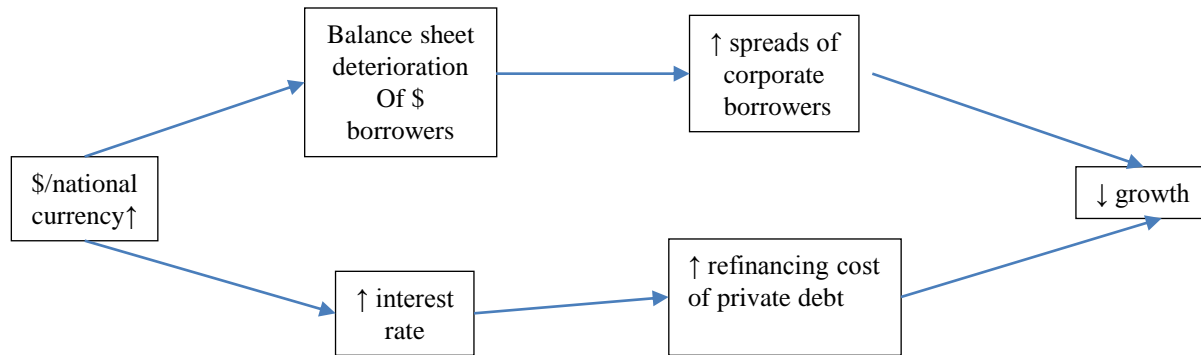 Balance sheet
deterioration
Of $
borrowers
↑ spreads of
corporate
borrowers
$/national
currency↑
↓ growth
↑ interest
rate
↑ refinancing cost
of private debt